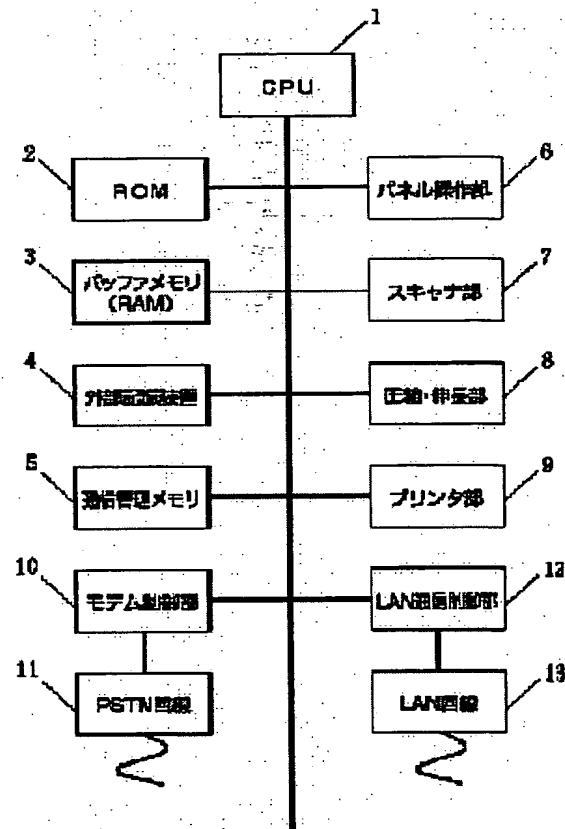 1
CPU
2
ROM
6
パネル操作部
3
バッファメモリ
(RAM)
7
スキャナ部
4
外部記憶装置
8
圧縮・伸長部
5
通信管理メモリ
9
プリンタ部
10
モデム制御部
12
LAN通信制御部
11
PSTN回線
13
LAN回線